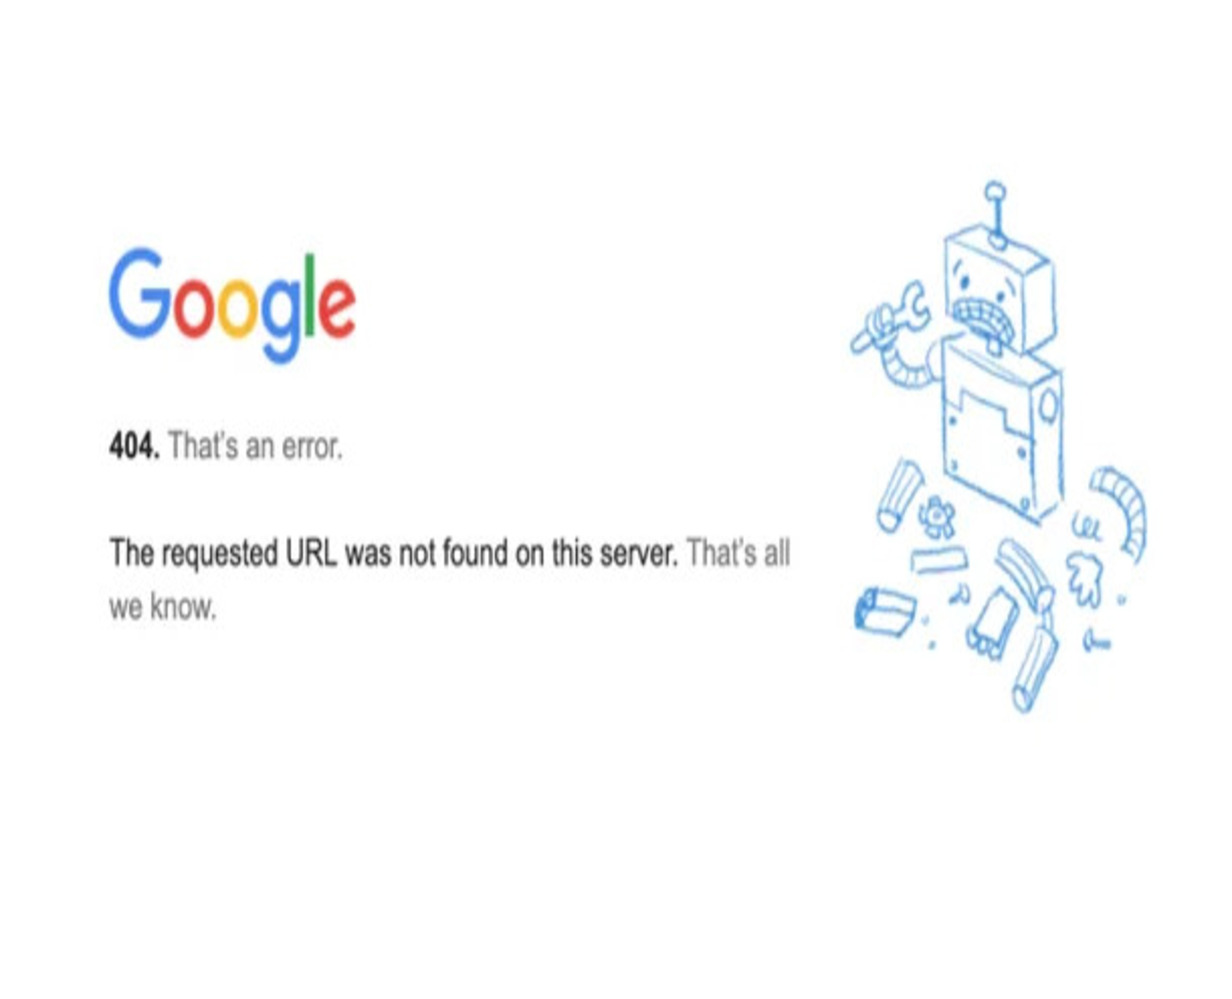 Google
404. That's an error.
The requested URL was not found on this server. That's all
we know.